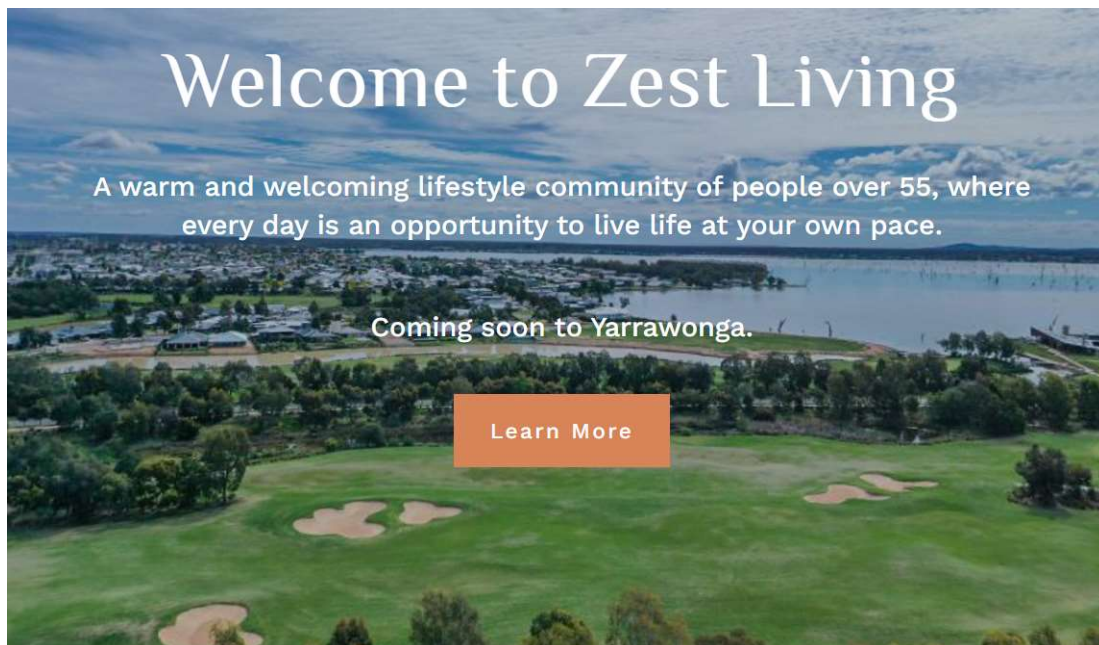 Welcome to Zest Living
A warm and welcoming lifestyle community of people over 55, where
every day is an opportunity to live life at your own pace.
Coming soon to Yarrawonga.
Learn More